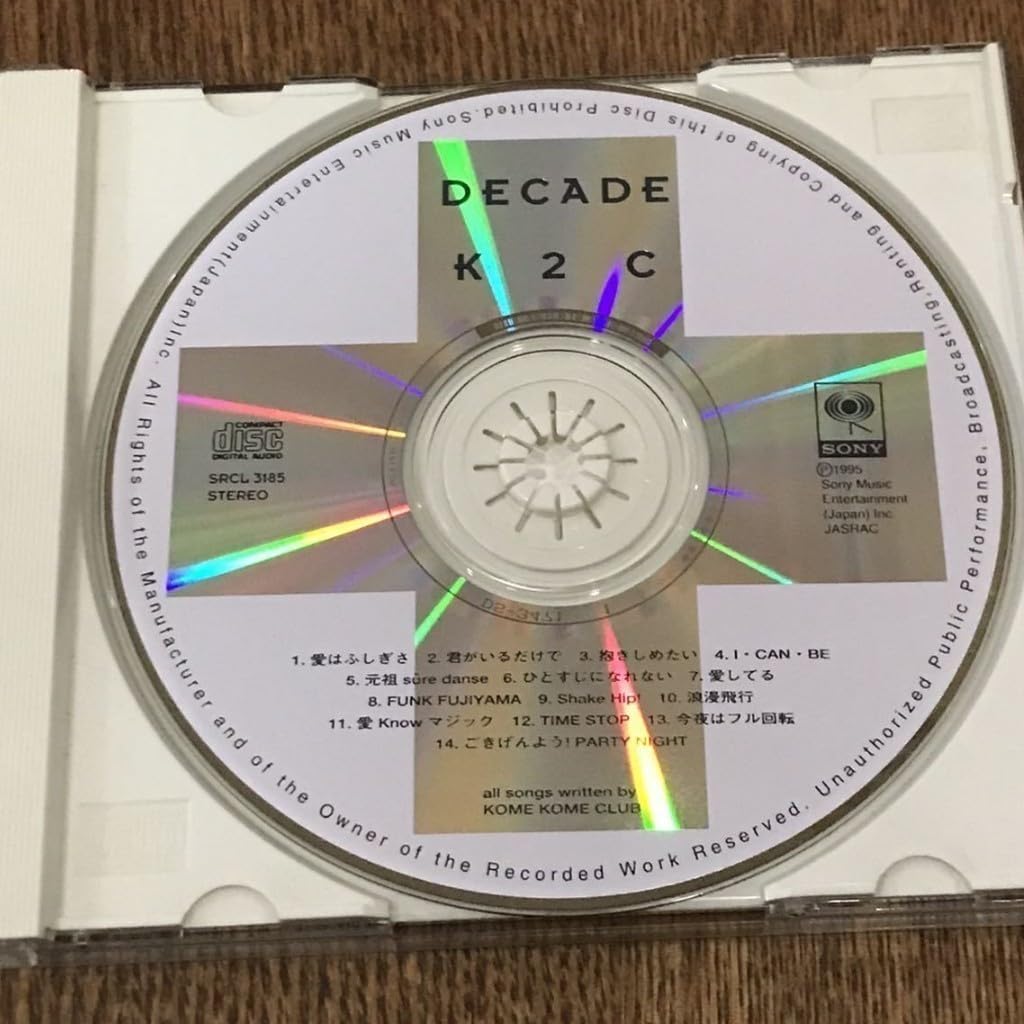 DECADE
K 2 C
COMPACT
disc
DIGITAL AUDIO
SRCL 3185
STEREO
SONY
Ⓟ1995
Sony Music
Entertainment
(Japan) Inc.
JASRAC
1. 愛はふしぎさ 2. 君がいるだけで 3. 抱きしめたい 4. I・CAN・BE
5. 元祖 sûre danse 6. ひとすじになれない 7. 愛してる
8. FUNK FUJIYAMA 9. Shake Hip! 10. 浪漫飛行
11. 愛 Know マジック 12. TIME STOP 13. 今夜はフル回転
14. ごきげんよう! PARTY NIGHT
all songs written by
KOME KOME CLUB
All Rights of the Manufacturer and of the Owner of the Recorded Work Reserved. Unauthorized Public Performance, Broadcasting, Renting and Copying of this Disc Prohibited. Sony Music Entertainment (Japan) Inc.